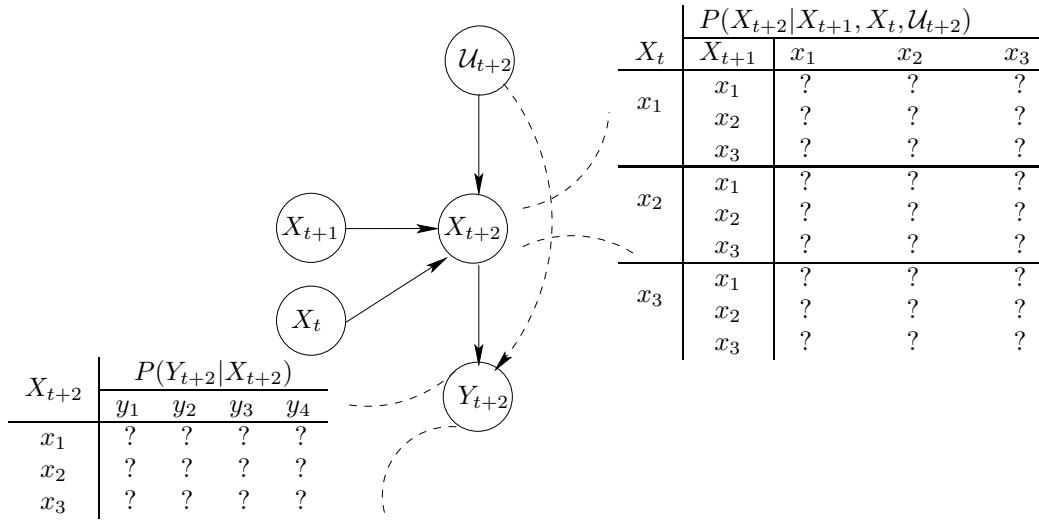 P(X_{t+2}|X_{t+1}, X_t, \mathcal{U}_{t+2})
X_t X_{t+1} x_1 x_2 x_3
x_1 x_1 ? ? ?
x_2 ? ? ?
x_3 ? ? ?
x_2 x_1 ? ? ?
x_2 ? ? ?
x_3 ? ? ?
x_3 x_1 ? ? ?
x_2 ? ? ?
x_3 ? ? ?
\mathcal{U}_{t+2}
X_{t+1} X_{t+2}
X_t
Y_{t+2}
X_{t+2} P(Y_{t+2}|X_{t+2})
y_1 y_2 y_3 y_4
x_1 ? ? ? ?
x_2 ? ? ? ?
x_3 ? ? ? ?